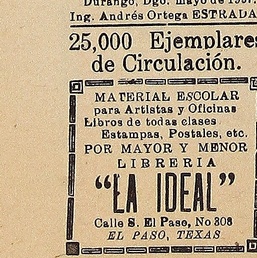 Durango, Dgo. mayo de 1907.
Ing. Andrés Ortega ESTRADA
25,000 Ejemplares
de Circulación.
MATERIAL ESCOLAR
para Artistas y Oficinas
Libros de todas clases
Estampas, Postales, etc.
POR MAYOR Y MENOR
LIBRERIA
“LA IDEAL”
Calle S. El Paso, No 308
EL PASO, TEXAS